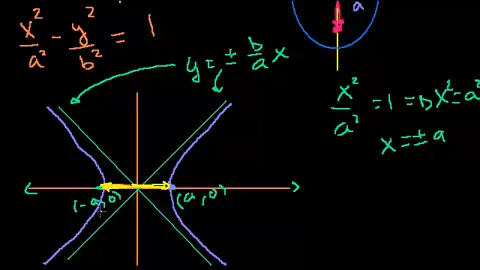 x²/a² - y²/b² = 1
a
y = ± b/a x
x²/a² = 1 => x² = a²
x = ± a
(-a, 0)
(a, 0)